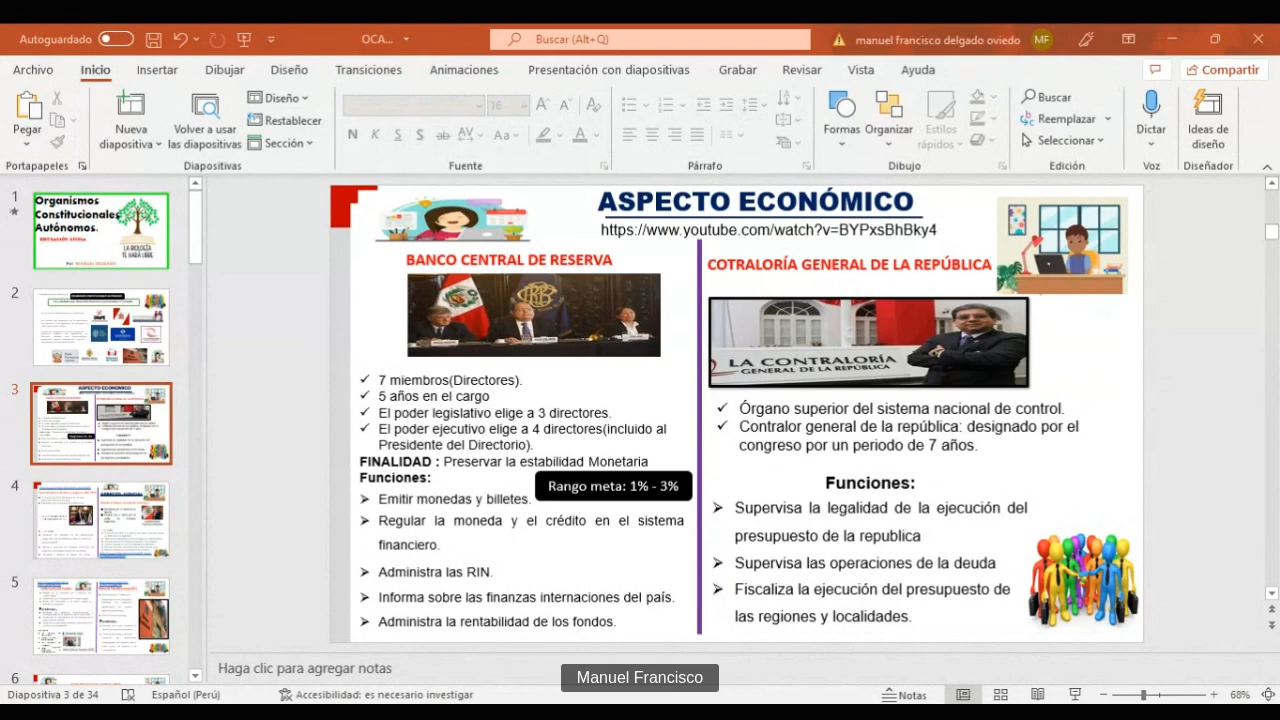 Autoguardado
OCA...
Buscar (Alt+Q)
manuel francisco delgado oviedo
MF
Archivo
Inicio
Insertar
Dibujar
Diseño
Transiciones
Animaciones
Presentación con diapositivas
Grabar
Revisar
Vista
Ayuda
Compartir
Pegar
Nueva
diapositiva
Volver a usar
las diapositivas
Diseño
Restablecer
Sección
16
Formas
Organizar
Estilos
rápidos
Buscar
Reemplazar
Seleccionar
Dictar
Ideas de
diseño
Portapapeles
Diapositivas
Fuente
Párrafo
Dibujo
Edición
Voz
Diseñador
1
Organismos
Constitucionales
Autónomos.
2
3
4
5
6
ASPECTO ECONÓMICO
https://www.youtube.com/watch?v=BYPxsBhBky4
BANCO CENTRAL DE RESERVA
7 miembros(Directores).
5 años en el cargo
El poder legislativo elige a 3 directores.
El poder ejecutivo elige a 4 directores(incluido al
Presidente del Directorio).
FINALIDAD : Preservar la estabilidad Monetaria
Funciones:
Rango meta: 1% - 3%
Emitir monedas y billetes.
Regular la moneda y el crédito en el sistema
financiero.
Administra las RIN
Informa sobre las finanzas internaciones del país.
Administra la rentabilidad de los fondos.
COTRALORÍA GENERAL DE LA REPÚBLICA
LA CONTRALORÍA
GENERAL DE LA REPÚBLICA
Órgano superior del sistema nacional de control.
Contralor general de la república: designado por el
congreso por un periodo de 7 años.
Funciones:
Supervisa la legalidad de la ejecución del
presupuesto de la republica
Supervisa las operaciones de la deuda
Fiscaliza la ejecución del presupuesto de
las regiones y localidades.
Haga clic para agregar notas
Manuel Francisco
Diapositiva 3 de 34
Español (Perú)
Accesibilidad: es necesario investigar
Notas
68%